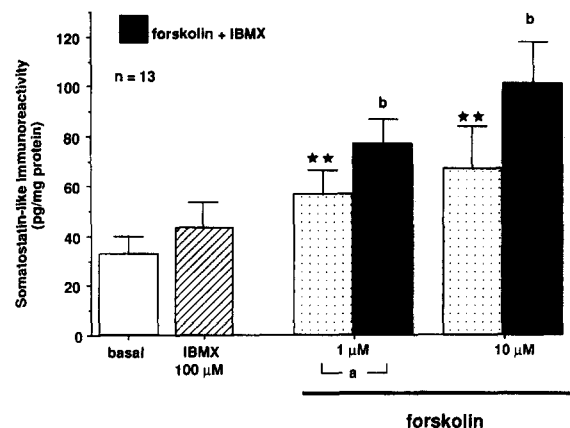 Somatostatin-like Immunoreactivity
(pg/mg protein)
120
100
80
60
40
20
0
forskolin + IBMX
n = 13
b
★★
b
★★
basal
IBMX
100 µM
1 µM
10 µM
a
forskolin